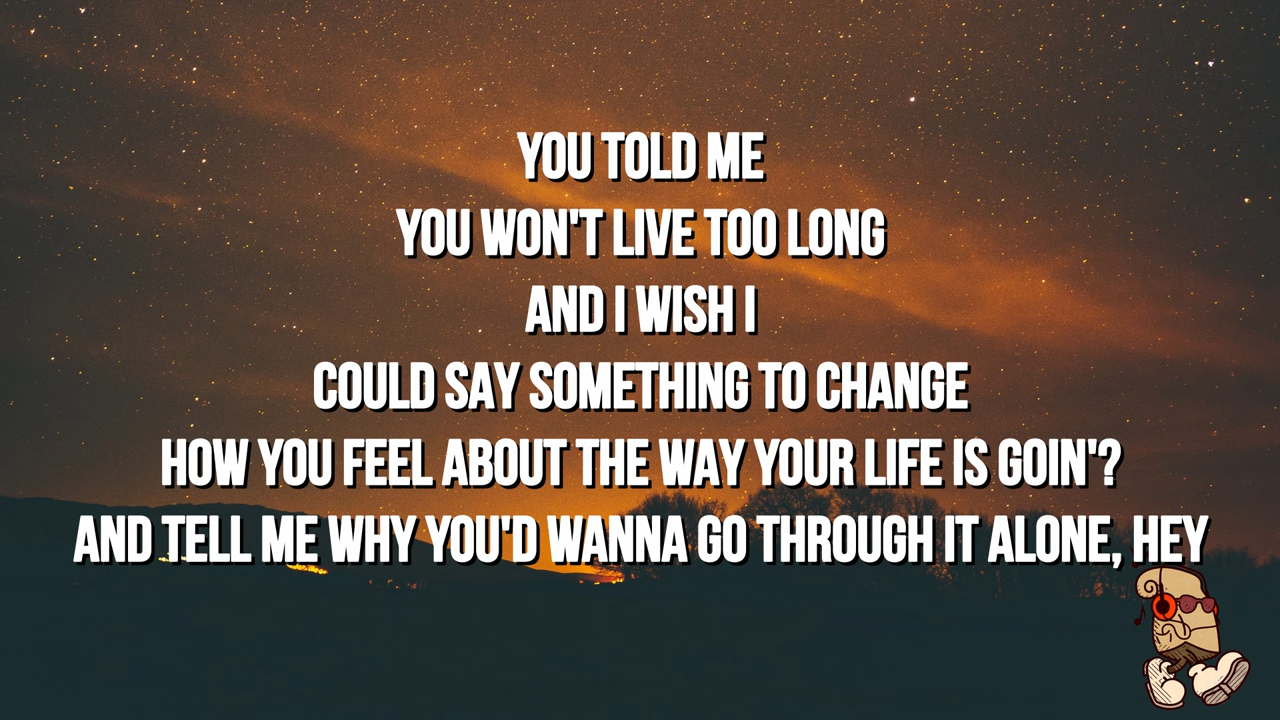 YOU TOLD ME
YOU WON'T LIVE TOO LONG
AND I WISH I
COULD SAY SOMETHING TO CHANGE
HOW YOU FEEL ABOUT THE WAY YOUR LIFE IS GOIN'?
AND TELL ME WHY YOU'D WANNA GO THROUGH IT ALONE, HEY